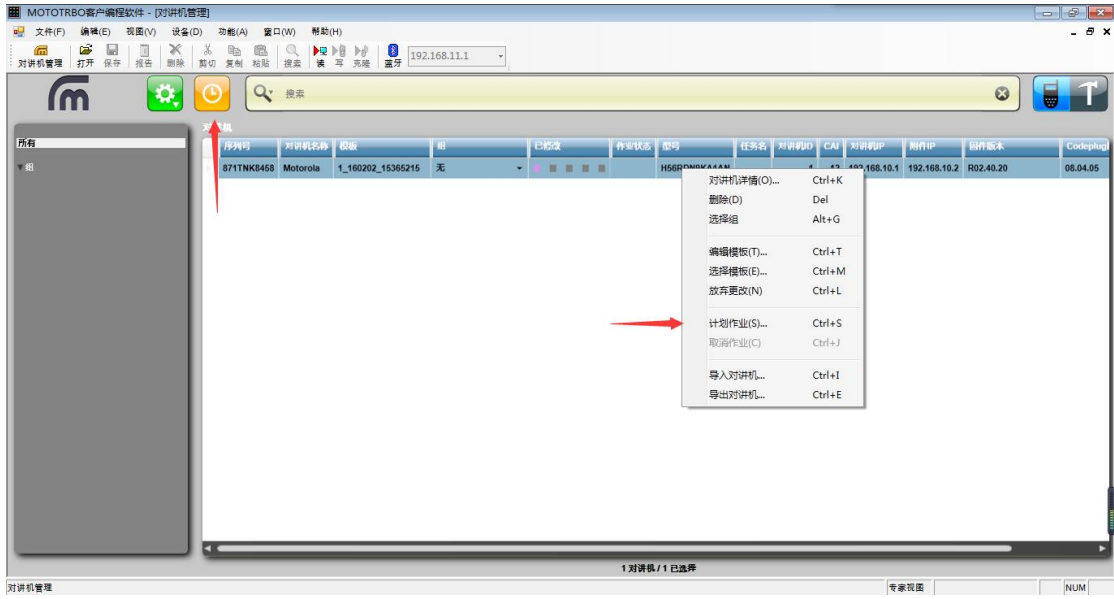 MOTOTRBO客户编程软件 - [对讲机管理]
文件(F) 编辑(E) 视图(V) 设备(D) 功能(A) 窗口(W) 帮助(H)
对讲机管理 打开 保存 报告 删除 剪切 复制 粘贴 搜索 读 写 克隆 蓝牙 192.168.11.1
搜索
所有
组
序列号 对讲机名称 模板 组 已修改 作业状态 型号 任务名 对讲机ID CAI 对讲机IP 附件IP 固件版本 Codeplug
871TNK8458 Motorola 1_160202_15365215 无 1 12 192.168.10.1 192.168.10.2 R02.40.20 08.04.05
对讲机详情(O)... Ctrl+K
删除(D) Del
选择组 Alt+G
编辑模板(T)... Ctrl+T
选择模板(E)... Ctrl+M
放弃更改(N) Ctrl+L
计划作业(S)... Ctrl+S
取消作业(C) Ctrl+J
导入对讲机... Ctrl+I
导出对讲机... Ctrl+E
1 对讲机 / 1 已选择
对讲机管理 专家视图 NUM